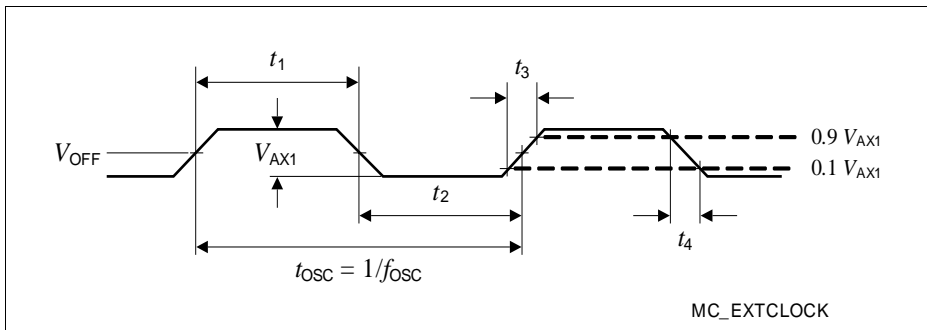 t1
t3
VOFF
VAX1
0.9 VAX1
0.1 VAX1
t2
t4
tOSC = 1/fOSC
MC_EXTCLOCK